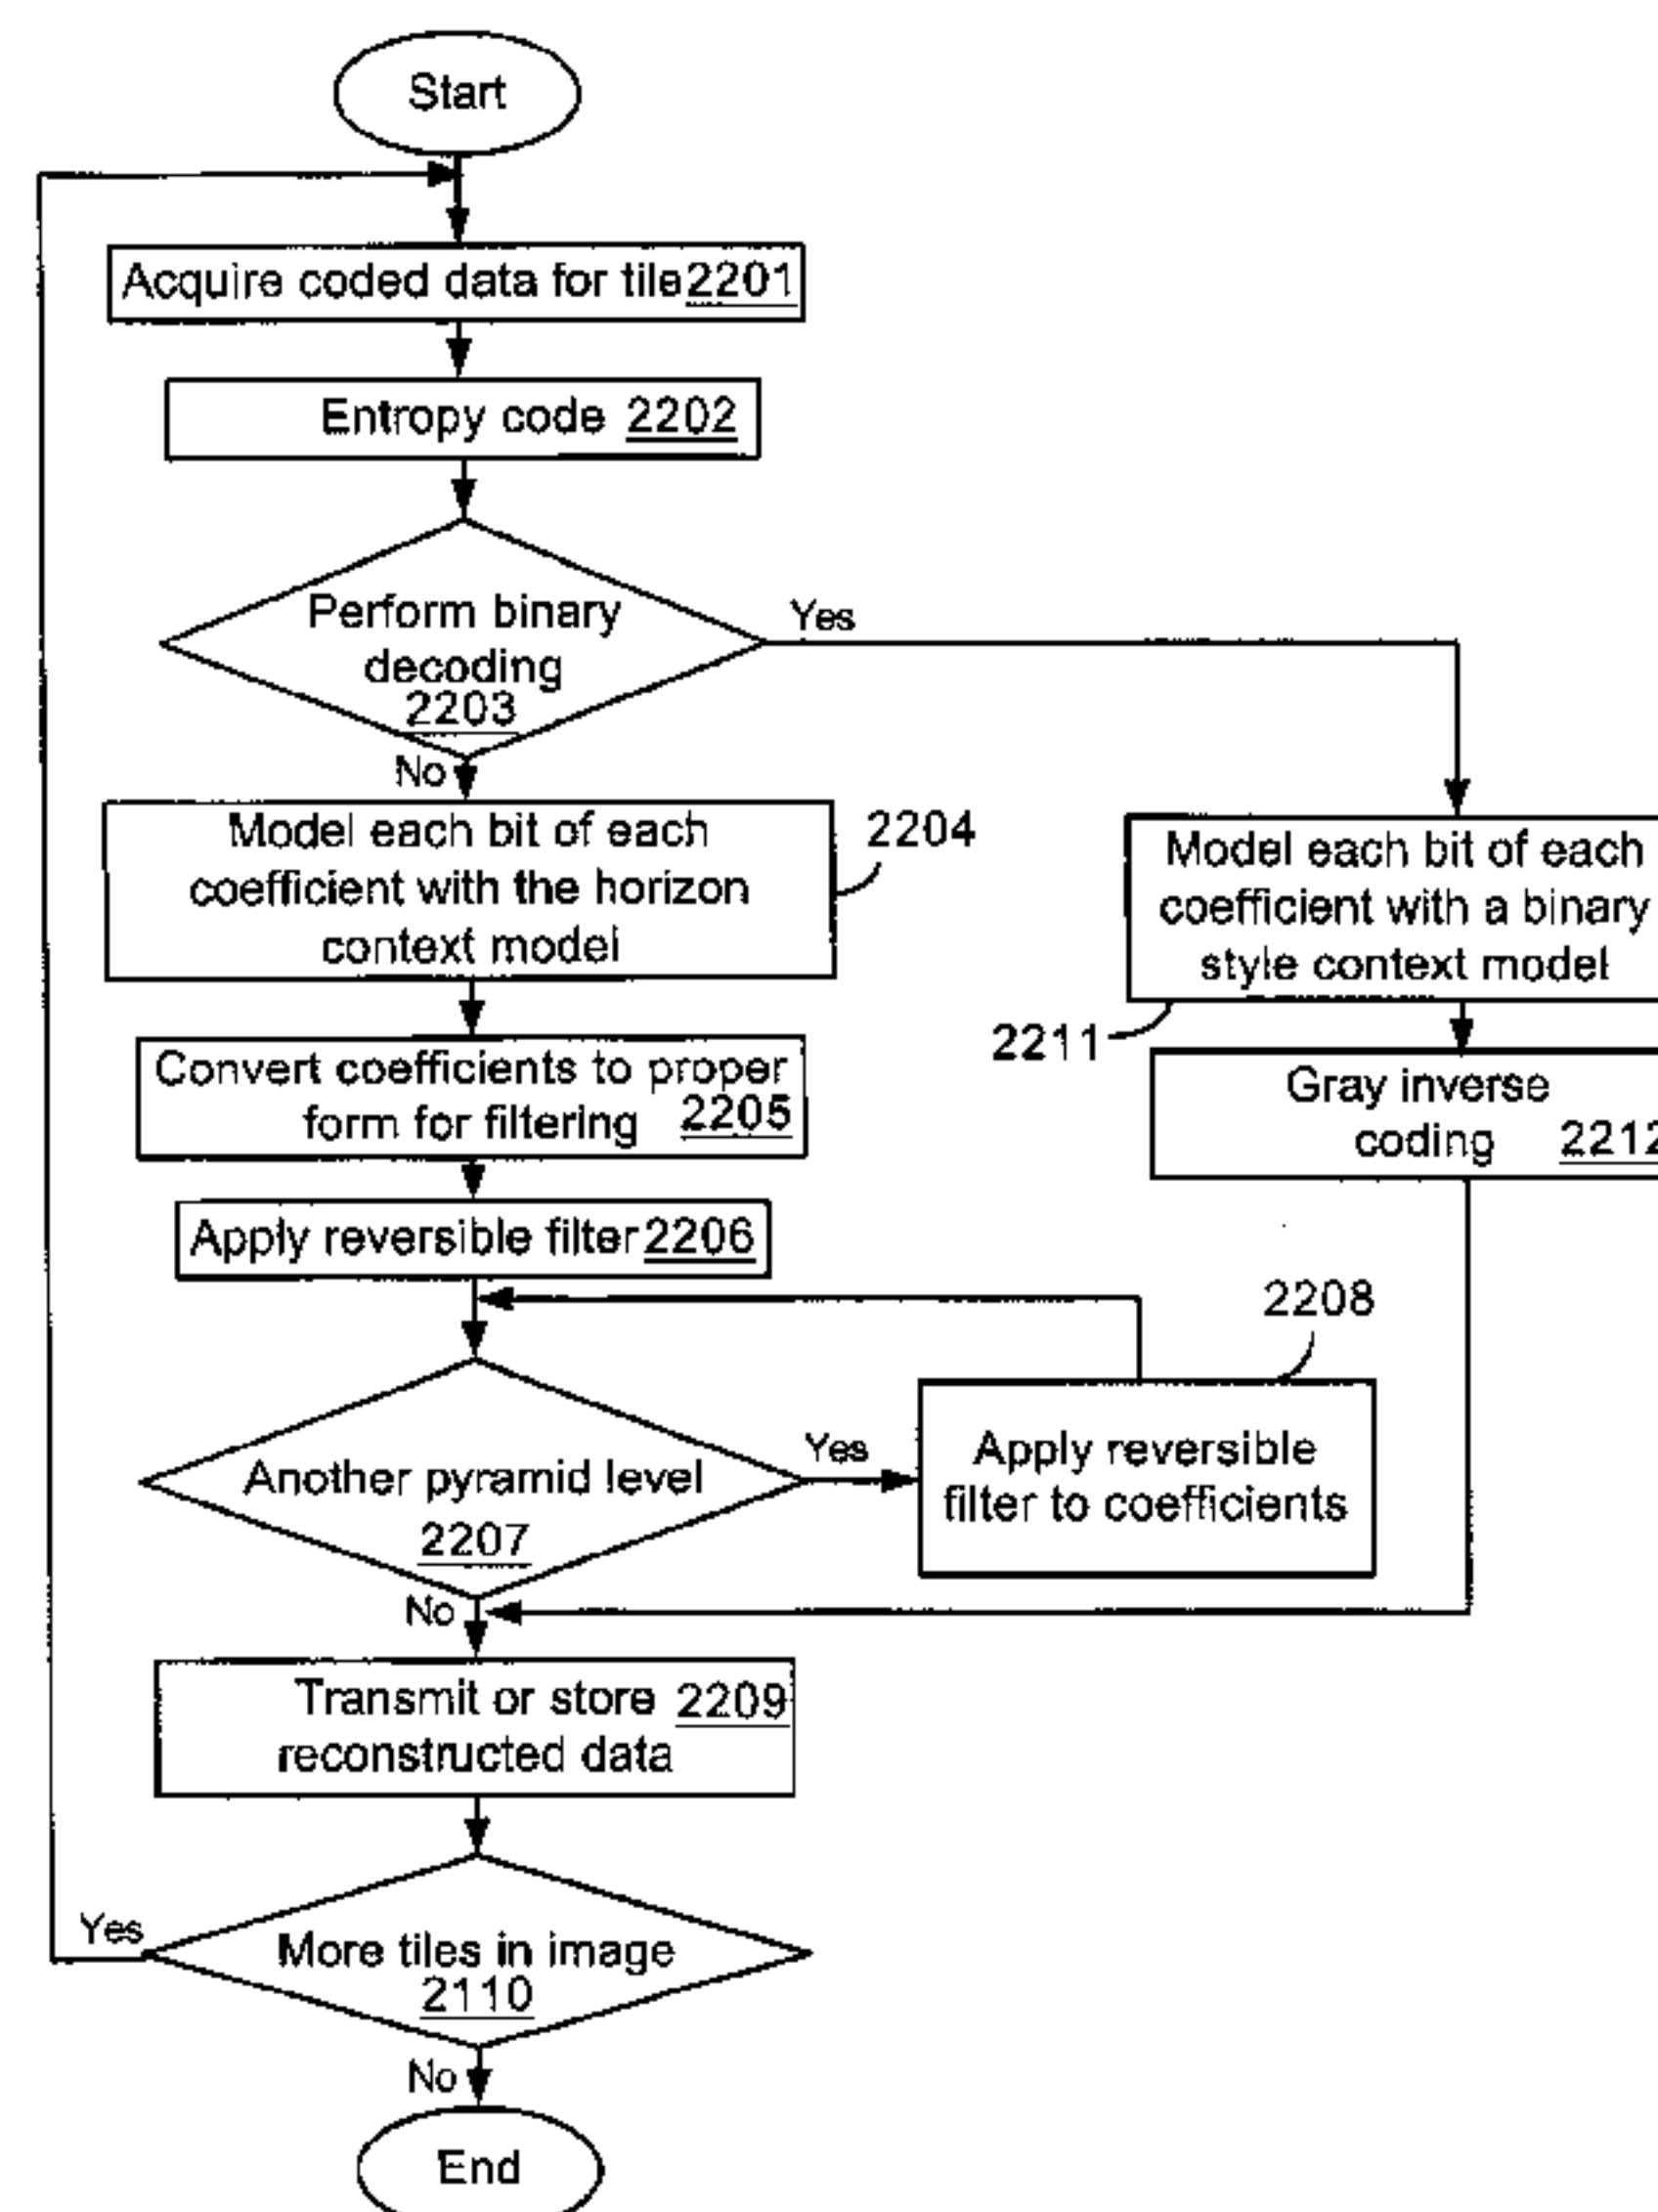 Start
Acquire coded data for tile 2201
Entropy code 2202
Perform binary
decoding
2203
Yes
No
Model each bit of each
coefficient with the horizon
context model
2204
Model each bit of each
coefficient with a binary
style context model
2211
Convert coefficients to proper
form for filtering 2205
Gray inverse
coding 2212
Apply reversible filter 2206
2208
Another pyramid level
2207
Yes
Apply reversible
filter to coefficients
No
Transmit or store 2209
reconstructed data
More tiles in image
2110
Yes
No
End